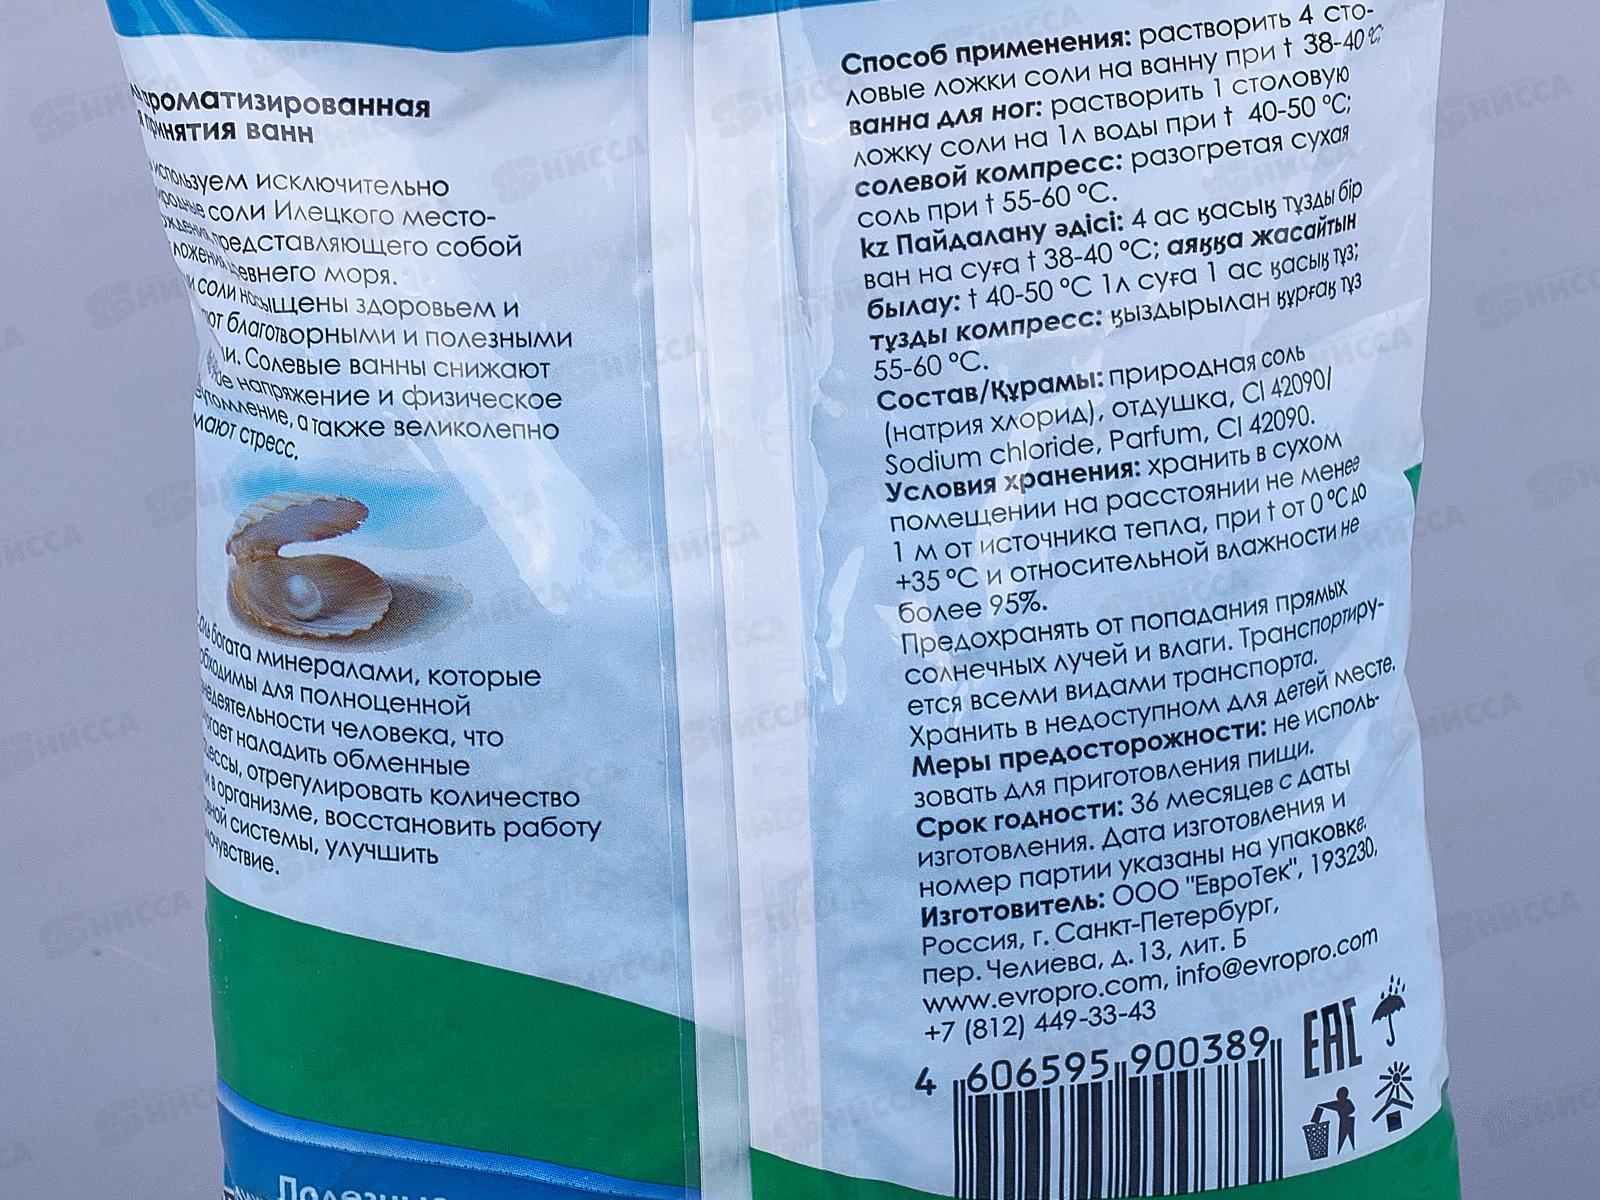 ароматизированная
принятия ванн
используем исключительно
соли Илецкого место-
представляющего собой
древнего моря.
соли насыщены здоровьем и
благотворными и полезными
Солевые ванны снижают
напряжение и физическое
утомление, а также великолепно
стресс.
богата минералами, которые
для полноценной
человека, что
наладить обменные
отрегулировать количество
в организме, восстановить работу
системы, улучшить
Способ применения: растворить 4 сто-
ловые ложки соли на ванну при t 38-40 °C;
ванна для ног: растворить 1 столовую
ложку соли на 1л воды при t 40-50 °C;
солевой компресс: разогретая сухая
соль при t 55-60 °C.
kz Пайдалану әдісі: 4 ас қасық тұзды бір
ван на суға t 38-40 °C; аяққа жасайтын
былау: t 40-50 °C 1л суға 1 ас қасық тұз;
тұзды компресс: қыздырылан құрғақ тұз
55-60 °C.
Состав/Құрамы: природная соль
(натрия хлорид), отдушка, CI 42090/
Sodium chloride, Parfum, CI 42090.
Условия хранения: хранить в сухом
помещении на расстоянии не менее
1 м от источника тепла, при t от 0 °C до
+35 °C и относительной влажности не
более 95%.
Предохранять от попадания прямых
солнечных лучей и влаги. Транспортиру-
ется всеми видами транспорта.
Хранить в недоступном для детей месте.
Меры предосторожности: не исполь-
зовать для приготовления пищи.
Срок годности: 36 месяцев с даты
изготовления. Дата изготовления и
номер партии указаны на упаковке.
Изготовитель: ООО "ЕвроТек", 193230,
Россия, г. Санкт-Петербург,
пер. Челиева, д. 13, лит. Б
www.evropro.com, info@evropro.com
+7 (812) 449-33-43
4 606595 900389
EAC